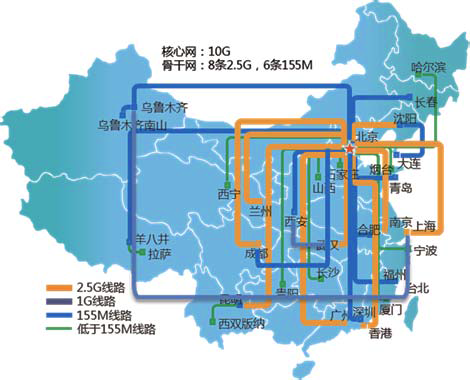 核心网：10G
骨干网：8条2.5G，6条155M
哈尔滨
长春
乌鲁木齐
沈阳
乌鲁木齐南山
北京
大连
石家庄
烟台
山西
青岛
西宁
兰州
西安
南京
上海
合肥
羊八井
武汉
拉萨
成都
宁波
长沙
福州
贵阳
台北
2.5G线路
昆明
厦门
1G线路
155M线路
西双版纳
广州
深圳
低于155M线路
香港